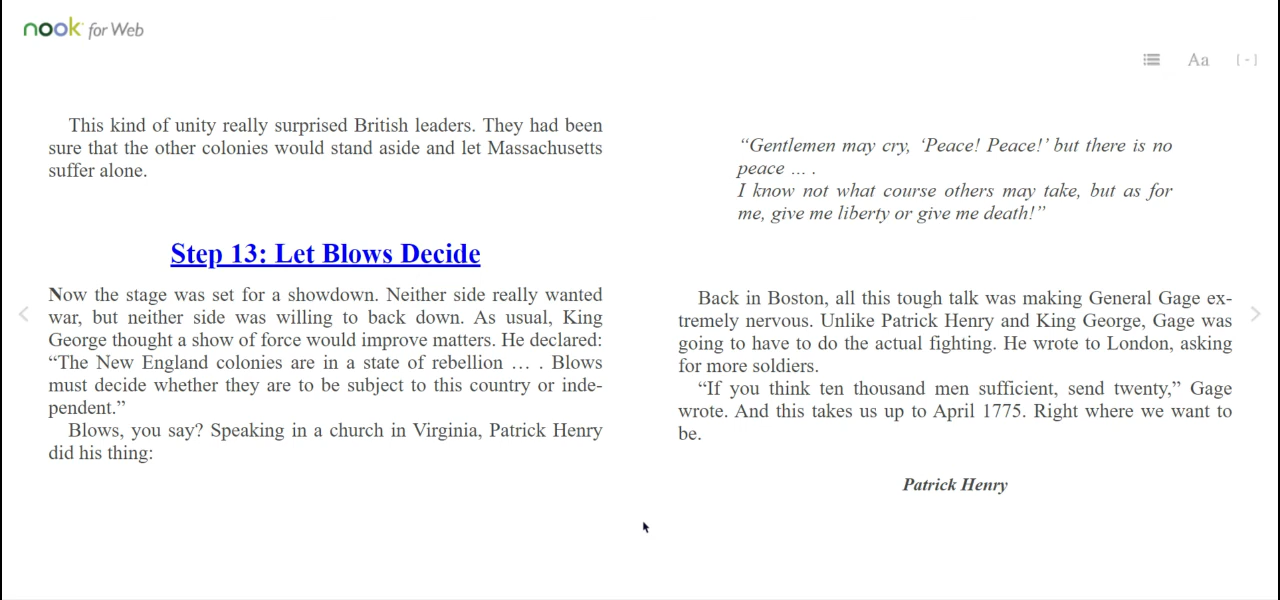 nook for Web
Aa
[ - ]
This kind of unity really surprised British leaders. They had been
sure that the other colonies would stand aside and let Massachusetts
suffer alone.
Step 13: Let Blows Decide
Now the stage was set for a showdown. Neither side really wanted
war, but neither side was willing to back down. As usual, King
George thought a show of force would improve matters. He declared:
“The New England colonies are in a state of rebellion … . Blows
must decide whether they are to be subject to this country or inde-
pendent.”
Blows, you say? Speaking in a church in Virginia, Patrick Henry
did his thing:
“Gentlemen may cry, ‘Peace! Peace!’ but there is no
peace … .
I know not what course others may take, but as for
me, give me liberty or give me death!”
Back in Boston, all this tough talk was making General Gage ex-
tremely nervous. Unlike Patrick Henry and King George, Gage was
going to have to do the actual fighting. He wrote to London, asking
for more soldiers.
“If you think ten thousand men sufficient, send twenty,” Gage
wrote. And this takes us up to April 1775. Right where we want to
be.
Patrick Henry